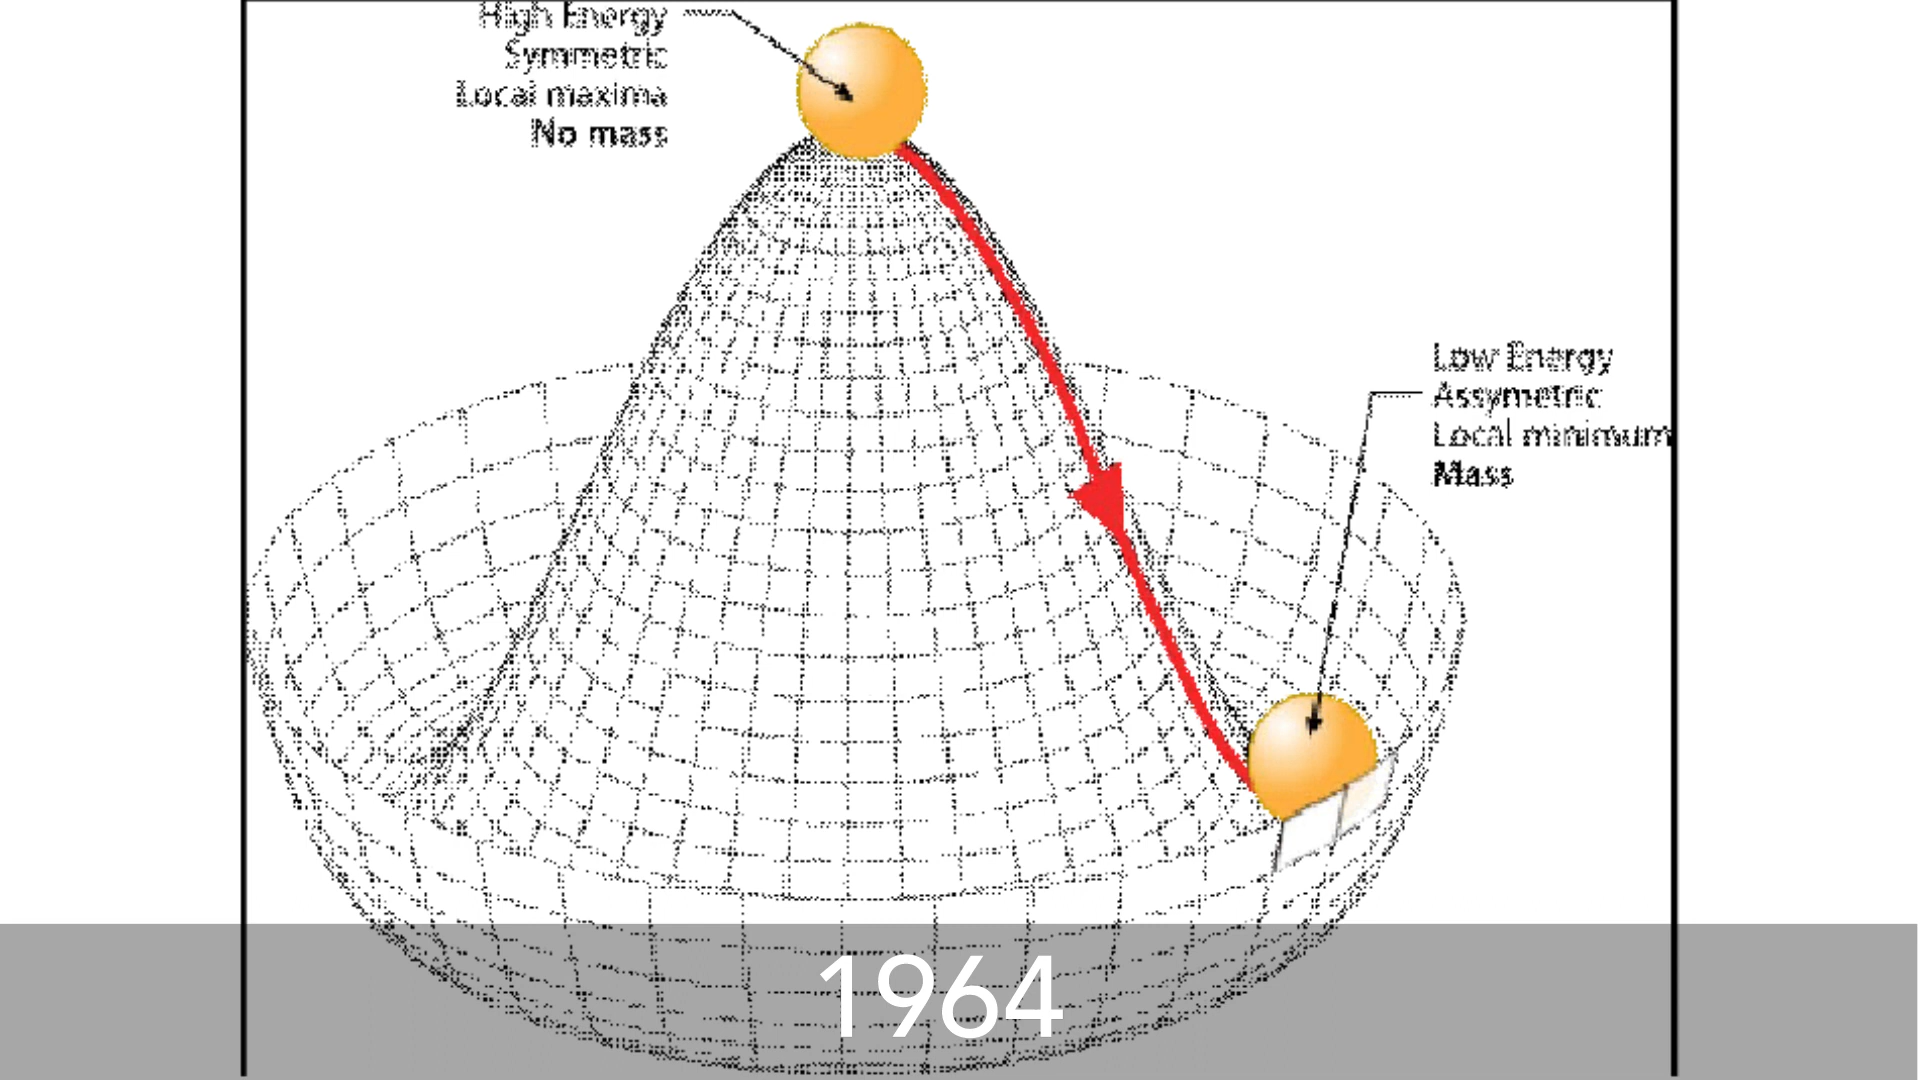 High Energy
Symmetric
Local maxima
No mass
Low Energy
Assymetric
Local minimum
Mass
1964